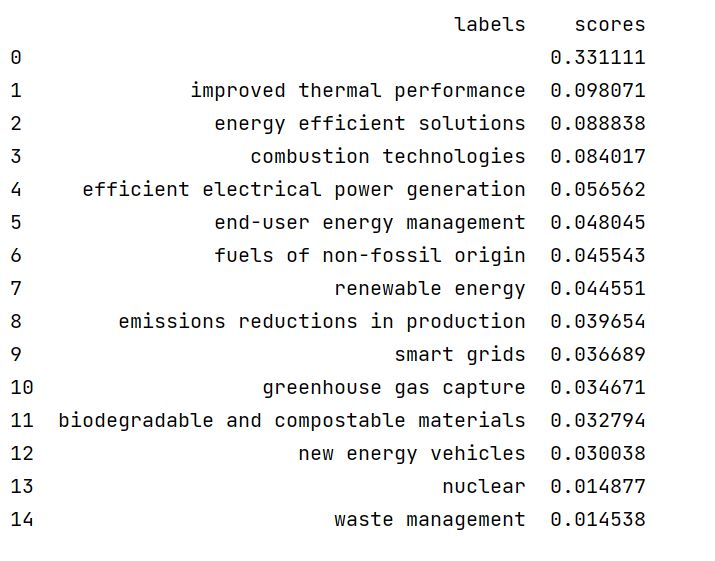 labels scores
0 0.331111
1 improved thermal performance 0.098071
2 energy efficient solutions 0.088838
3 combustion technologies 0.084017
4 efficient electrical power generation 0.056562
5 end-user energy management 0.048045
6 fuels of non-fossil origin 0.045543
7 renewable energy 0.044551
8 emissions reductions in production 0.039654
9 smart grids 0.036689
10 greenhouse gas capture 0.034671
11 biodegradable and compostable materials 0.032794
12 new energy vehicles 0.030038
13 nuclear 0.014877
14 waste management 0.014538